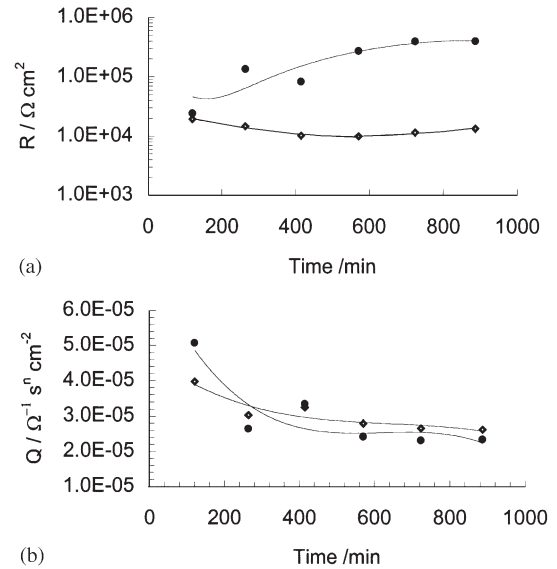 (a)
R / Ω cm2
1.0E+06
1.0E+05
1.0E+04
1.0E+03
0 200 400 600 800 1000
Time /min
(b)
Q / Ω−1 sn cm-2
6.0E-05
5.0E-05
4.0E-05
3.0E-05
2.0E-05
1.0E-05
0 200 400 600 800 1000
Time /min